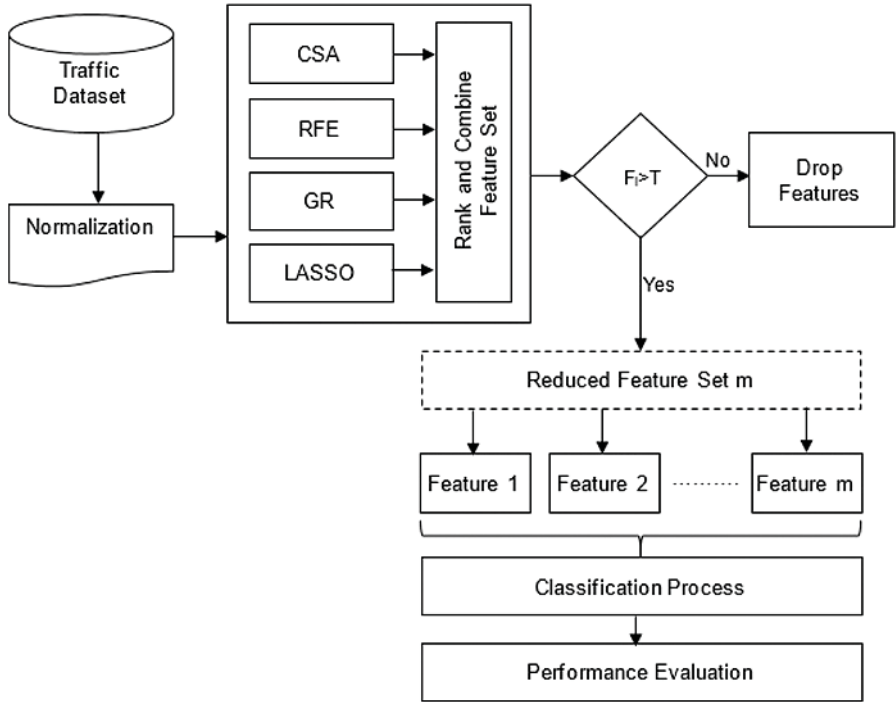 Traffic
Dataset
Normalization
CSA
RFE
GR
LASSO
Rank and Combine
Feature Set
Fᵢ>T
No
Drop
Features
Yes
Reduced Feature Set m
Feature 1
Feature 2
Feature m
Classification Process
Performance Evaluation